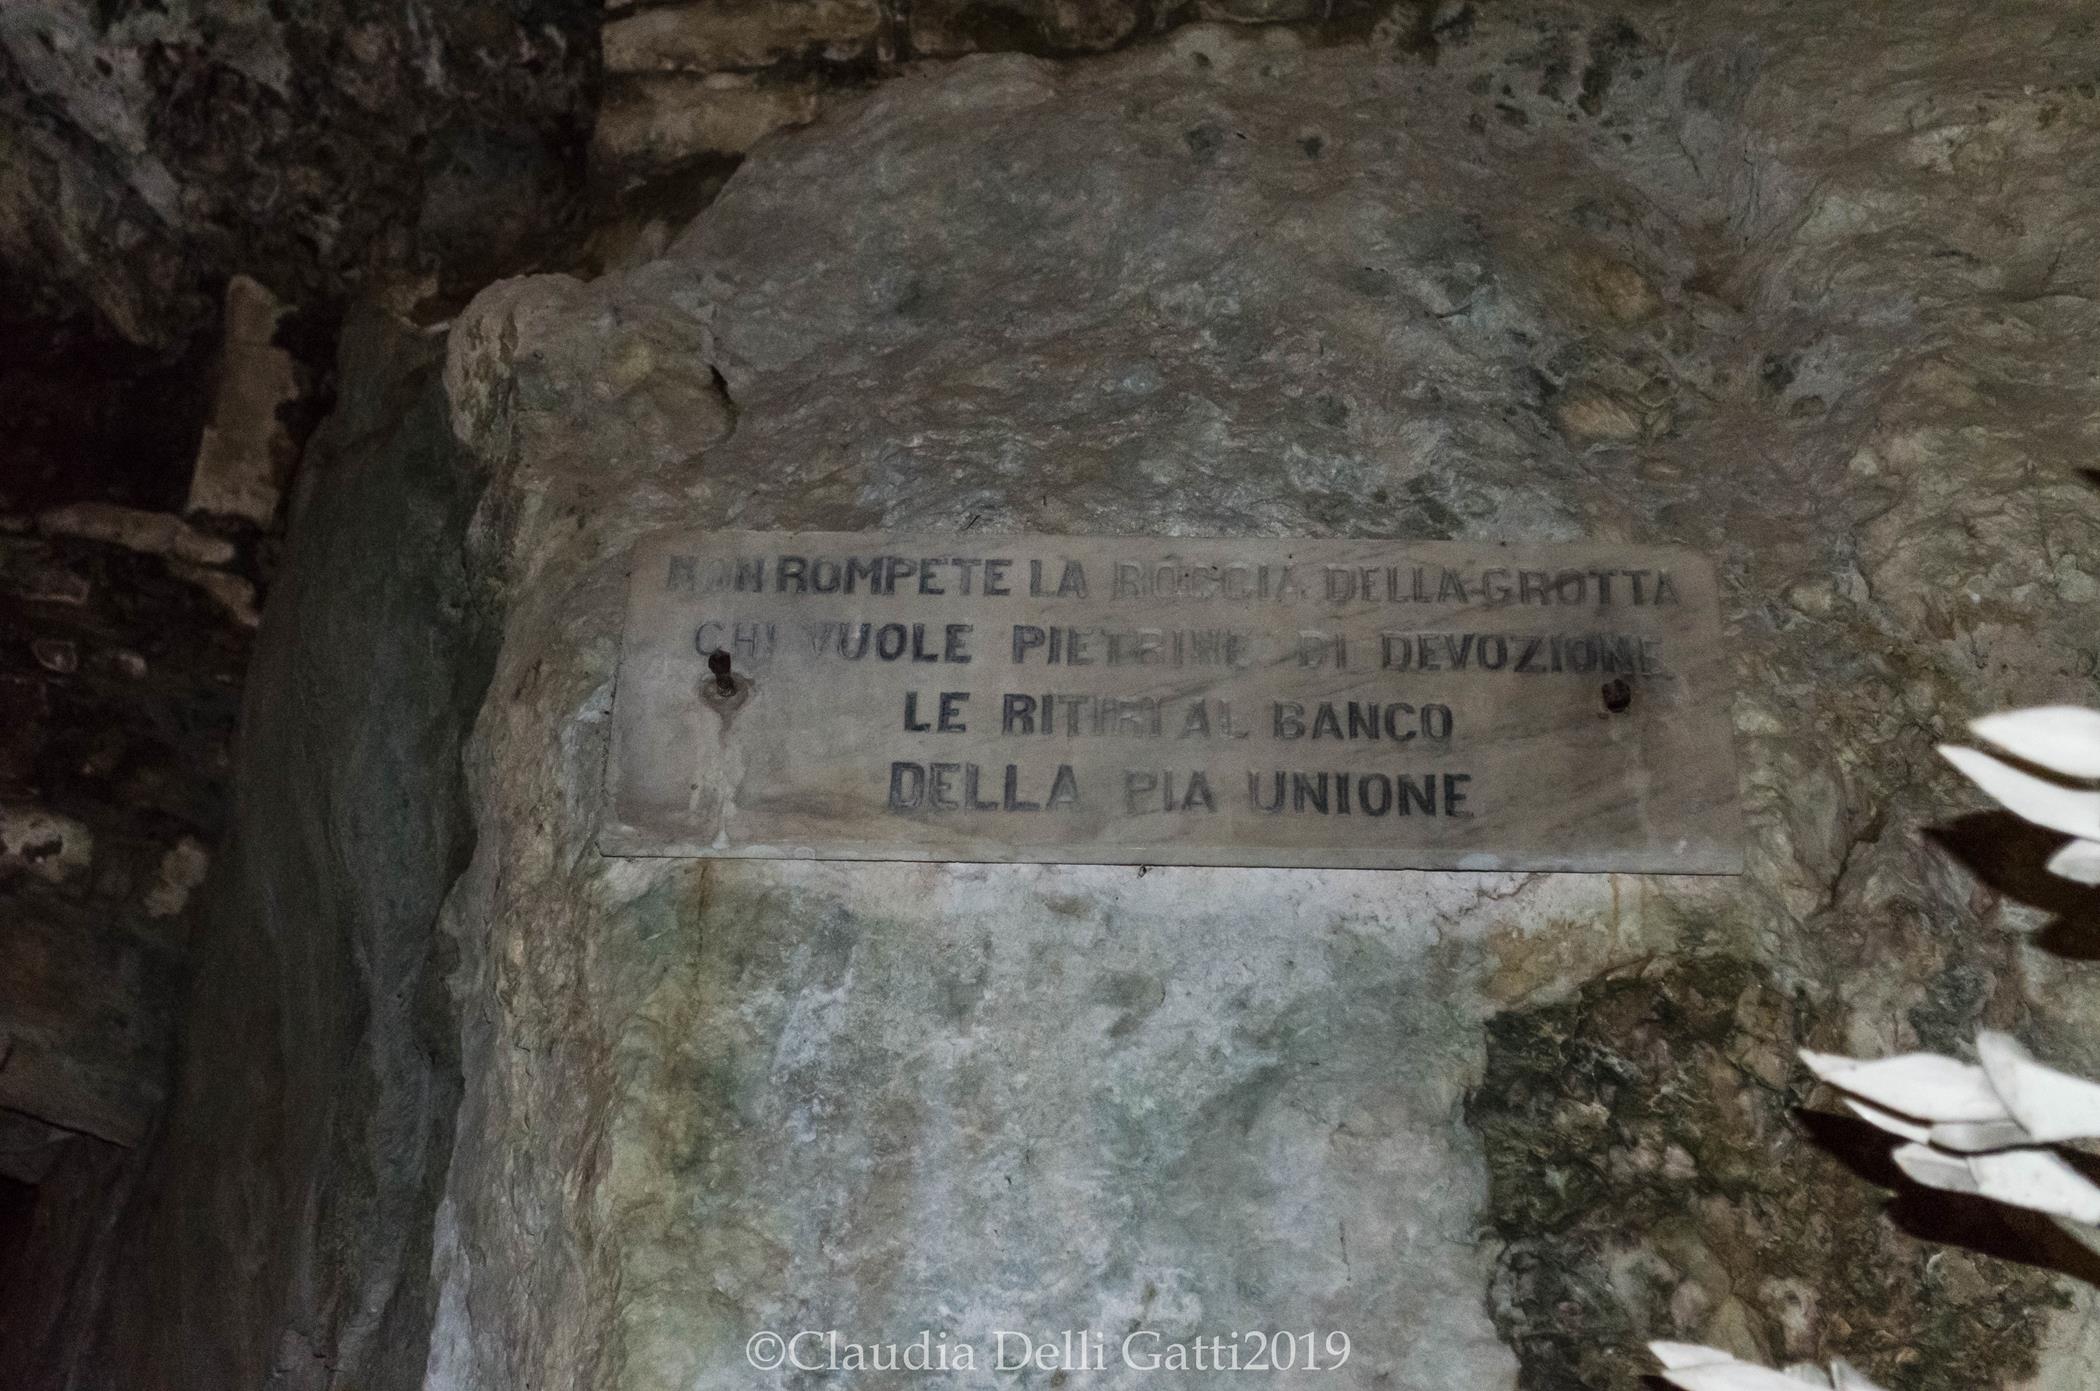 NON ROMPETE LA ROCCIA DELLA GROTTA
CHI VUOLE PIETRINE DI DEVOZIONE
LE RITIRI AL BANCO
DELLA PIA UNIONE
©Claudia Delli Gatti2019